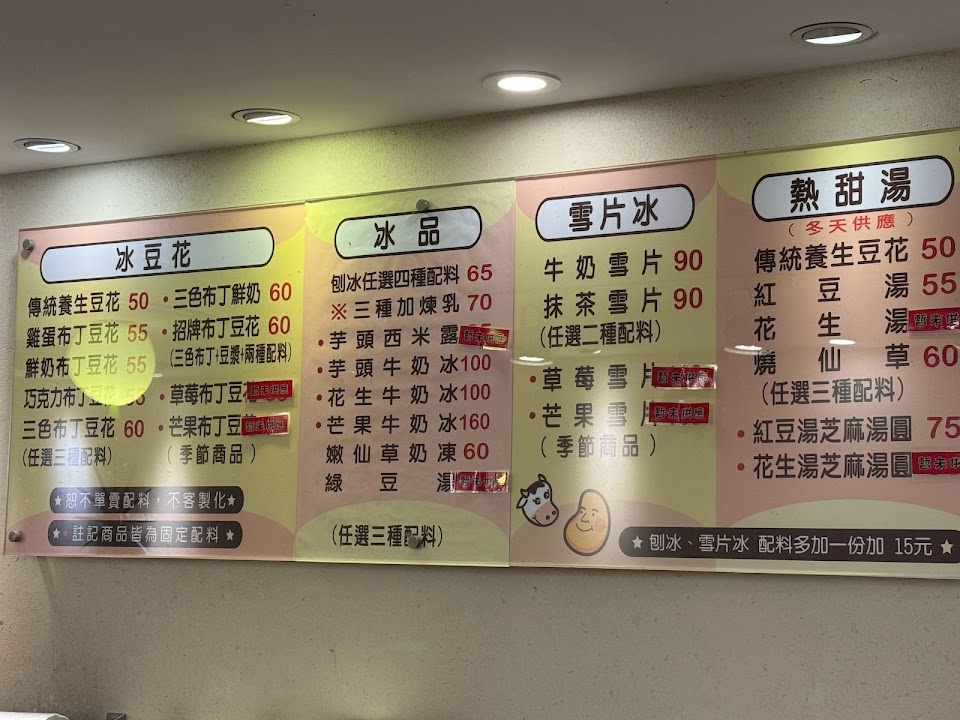 冰豆花
傳統養生豆花 50
雞蛋布丁豆花 55
鮮奶布丁豆花 55
巧克力布丁豆花 55
三色布丁豆花 60
(任選三種配料)
•三色布丁鮮奶 60
•招牌布丁豆花 60
(三色布丁+豆漿+兩種配料)
•草莓布丁豆花 暫未供應
•芒果布丁豆 暫未供應
(季節商品)
★恕不單賣配料，不客製化★
★•註記商品皆為固定配料 ★
冰品
刨冰任選四種配料 65
※三種加煉乳 70
•芋頭西米露 暫未供應
•芋頭牛奶冰100
•花生牛奶冰100
•芒果牛奶冰160
嫩仙草奶凍 60
綠豆湯 暫未供應
(任選三種配料)
雪片冰
牛奶雪片 90
抹茶雪片 90
(任選二種配料)
•草莓雪片 暫未供應
•芒果雪片 暫未供應
(季節商品)
熱甜湯
(冬天供應)
傳統養生豆花 50
紅豆湯 55
花生湯 暫未供
燒仙草 60
(任選三種配料)
•紅豆湯芝麻湯圓 75
•花生湯芝麻湯圓 暫未供
★刨冰、雪片冰 配料多加一份加 15元★